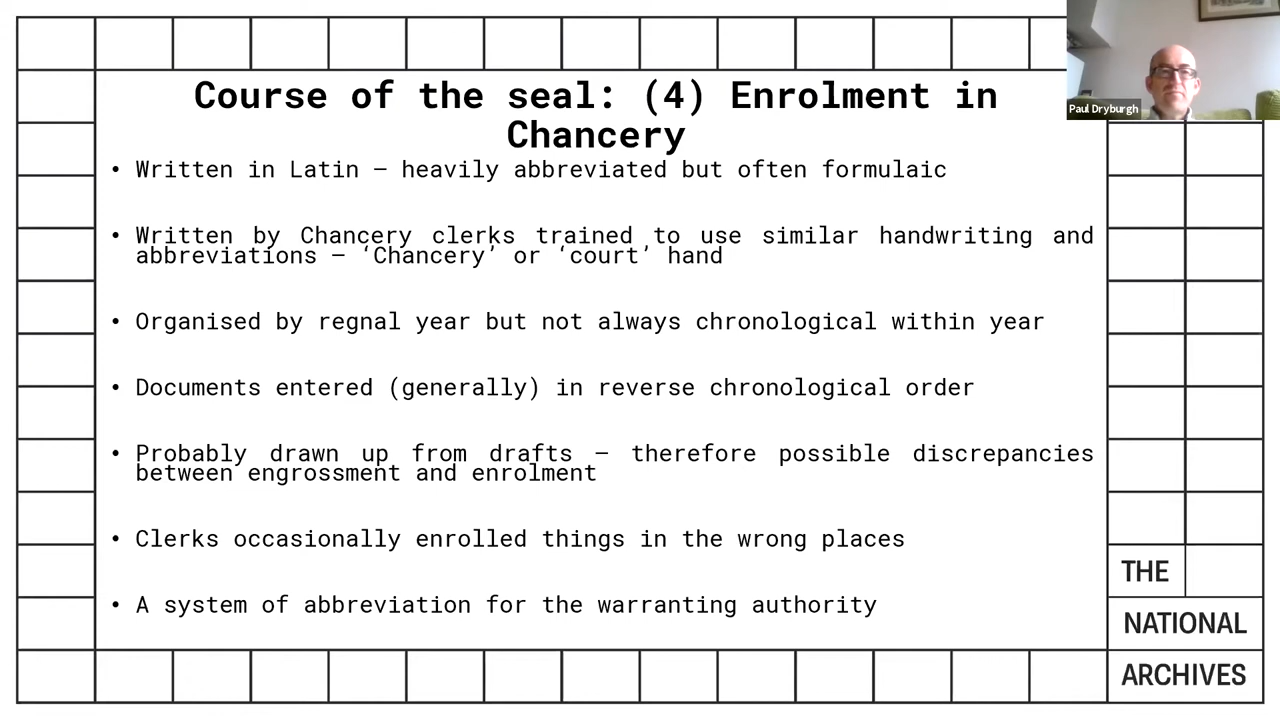 Course of the seal: (4) Enrolment in
Chancery
• Written in Latin – heavily abbreviated but often formulaic
• Written by Chancery clerks trained to use similar handwriting and
abbreviations – ‘Chancery’ or ‘court’ hand
• Organised by regnal year but not always chronological within year
• Documents entered (generally) in reverse chronological order
• Probably drawn up from drafts – therefore possible discrepancies
between engrossment and enrolment
• Clerks occasionally enrolled things in the wrong places
• A system of abbreviation for the warranting authority
Paul Dryburgh
THE
NATIONAL
ARCHIVES